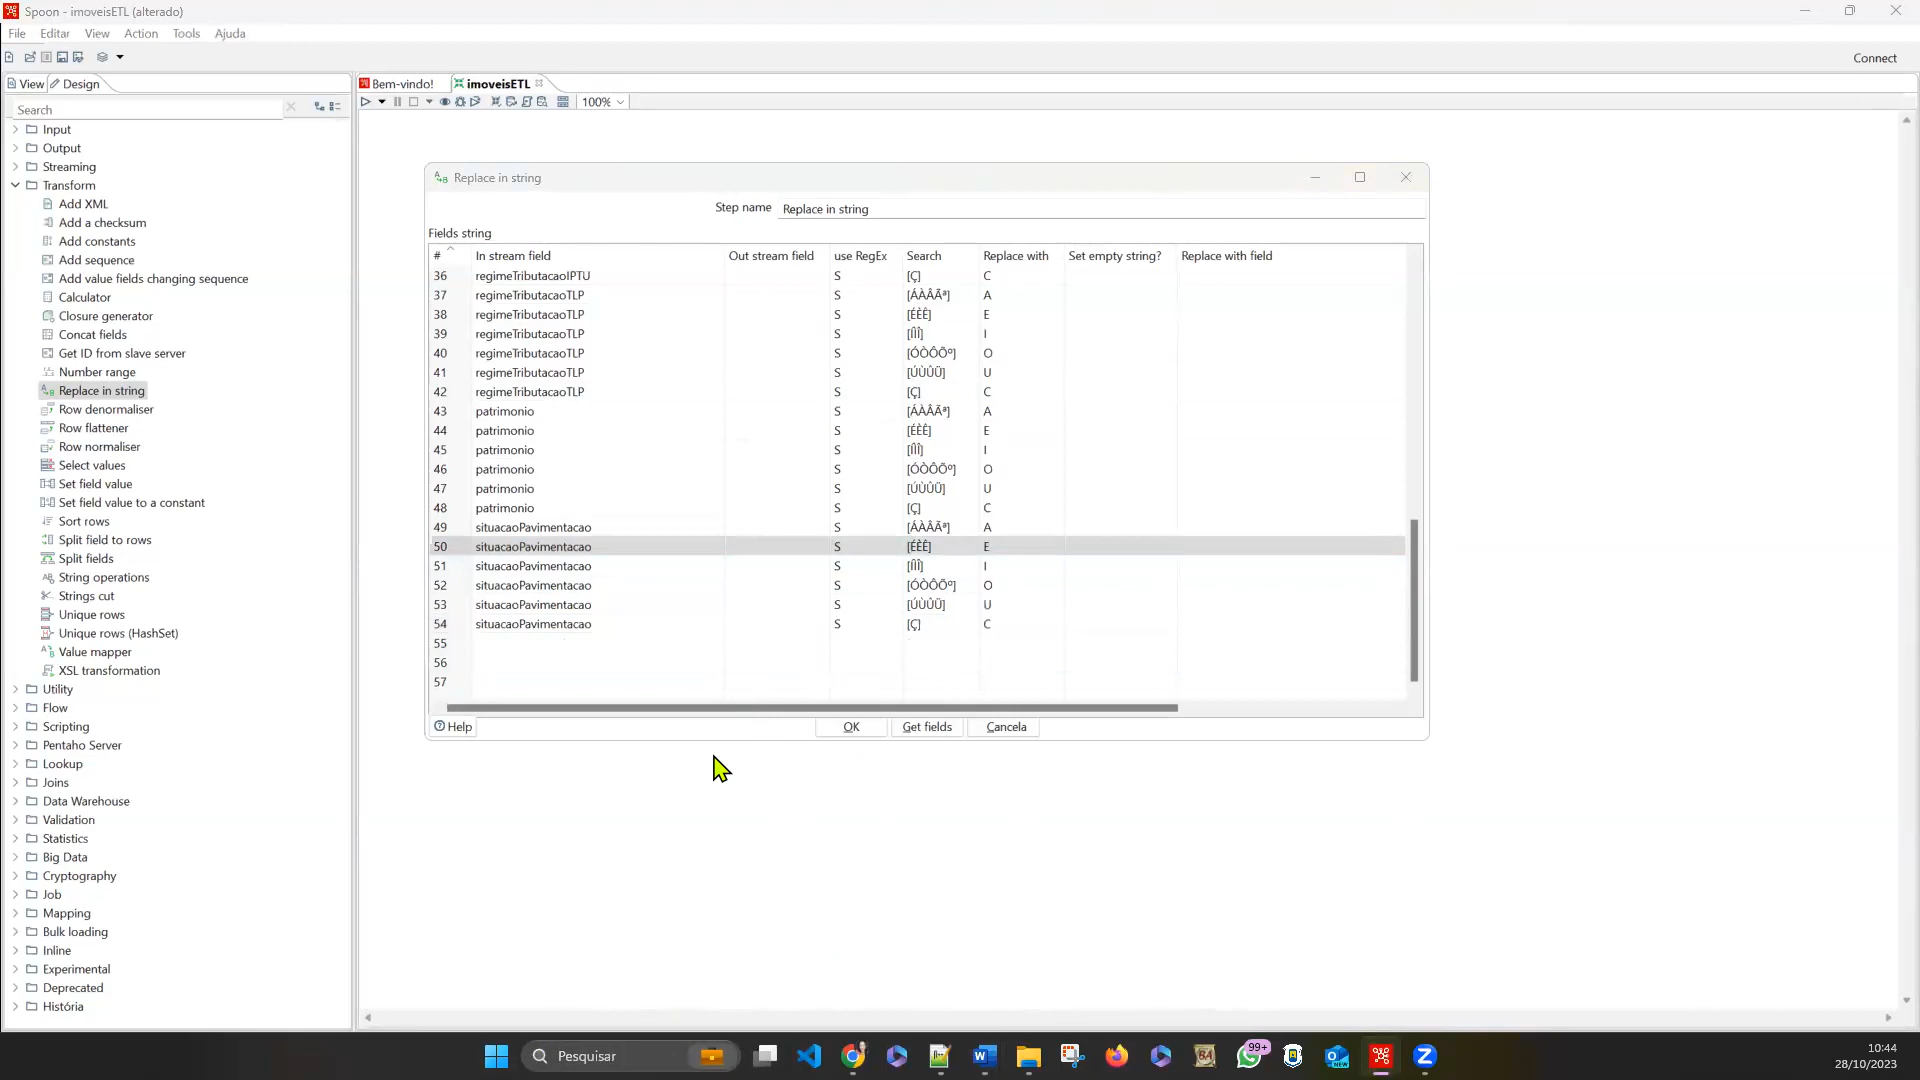 Spoon - imoveisETL (alterado)
File Editar View Action Tools Ajuda
Connect
View Design
Bem-vindo! imoveisETL
Search
100%
Input
Output
Streaming
Transform
Add XML
Add a checksum
Add constants
Add sequence
Add value fields changing sequence
Calculator
Closure generator
Concat fields
Get ID from slave server
Number range
Replace in string
Row denormaliser
Row flattener
Row normaliser
Select values
Set field value
Set field value to a constant
Sort rows
Split field to rows
Split fields
String operations
Strings cut
Unique rows
Unique rows (HashSet)
Value mapper
XSL transformation
Utility
Flow
Scripting
Pentaho Server
Lookup
Joins
Data Warehouse
Validation
Statistics
Big Data
Cryptography
Job
Mapping
Bulk loading
Inline
Experimental
Deprecated
História
Replace in string
Step name Replace in string
Fields string
# In stream field Out stream field use RegEx Search Replace with Set empty string? Replace with field
36 regimeTributacaoIPTU S [Ç] C
37 regimeTributacaoTLP S [ÁÀÂÃª] A
38 regimeTributacaoTLP S [ÉÈÊ] E
39 regimeTributacaoTLP S [ÍÌÎ] I
40 regimeTributacaoTLP S [ÓÒÔÕº] O
41 regimeTributacaoTLP S [ÚÙÛŨ] U
42 regimeTributacaoTLP S [Ç] C
43 patrimonio S [ÁÀÂÃª] A
44 patrimonio S [ÉÈÊ] E
45 patrimonio S [ÍÌÎ] I
46 patrimonio S [ÓÒÔÕº] O
47 patrimonio S [ÚÙÛŨ] U
48 patrimonio S [Ç] C
49 situacaoPavimentacao S [ÁÀÂÃª] A
50 situacaoPavimentacao S [ÉÈÊ] E
51 situacaoPavimentacao S [ÍÌÎ] I
52 situacaoPavimentacao S [ÓÒÔÕº] O
53 situacaoPavimentacao S [ÚÙÛŨ] U
54 situacaoPavimentacao S [Ç] C
55
56
57
Help OK Get fields Cancela
Pesquisar
99+
10:44
28/10/2023